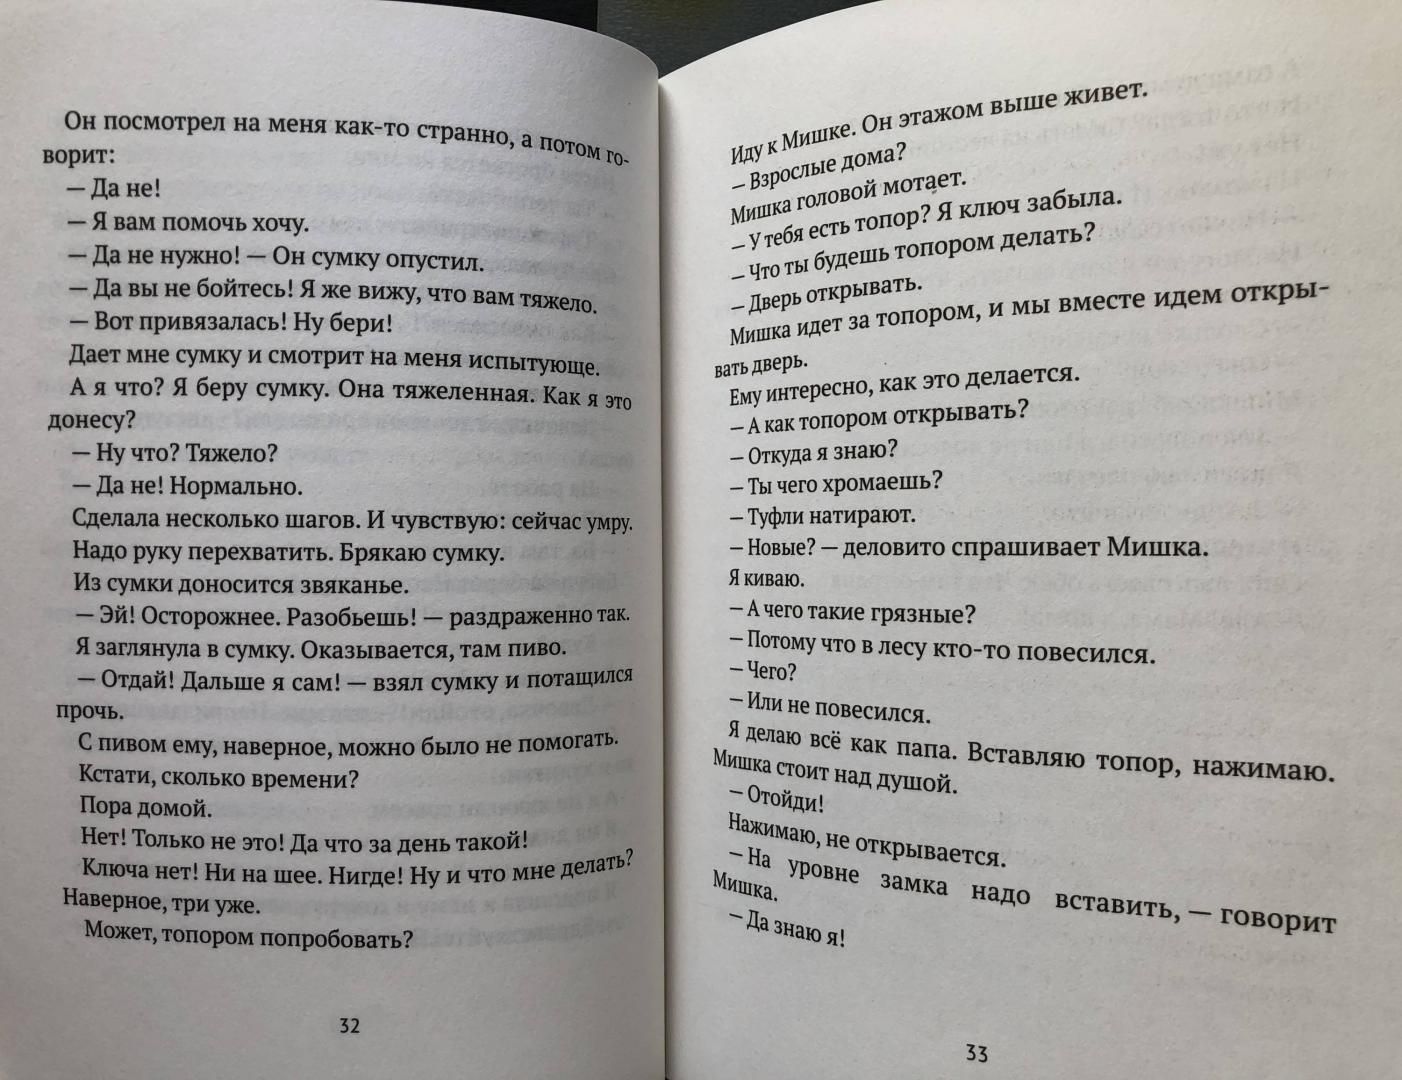 Он посмотрел на меня как-то странно, а потом го-
ворит:
— Да не!
— Я вам помочь хочу.
— Да не нужно! — Он сумку опустил.
— Да вы не бойтесь! Я же вижу, что вам тяжело.
— Вот привязалась! Ну бери!
Дает мне сумку и смотрит на меня испытующе.
А я что? Я беру сумку. Она тяжеленная. Как я это
донесу?
— Ну что? Тяжело?
— Да не! Нормально.
Сделала несколько шагов. И чувствую: сейчас умру.
Надо руку перехватить. Брякаю сумку.
Из сумки доносится звяканье.
— Эй! Осторожнее. Разобьешь! — раздраженно так.
Я заглянула в сумку. Оказывается, там пиво.
— Отдай! Дальше я сам! — взял сумку и потащился
прочь.
С пивом ему, наверное, можно было не помогать.
Кстати, сколько времени?
Пора домой.
Нет! Только не это! Да что за день такой!
Ключа нет! Ни на шее. Нигде! Ну и что мне делать?
Наверное, три уже.
Может, топором попробовать?
32
Иду к Мишке. Он этажом выше живет.
— Взрослые дома?
Мишка головой мотает.
— У тебя есть топор? Я ключ забыла.
— Что ты будешь топором делать?
— Дверь открывать.
Мишка идет за топором, и мы вместе идем откры-
вать дверь.
Ему интересно, как это делается.
— А как топором открывать?
— Откуда я знаю?
— Ты чего хромаешь?
— Туфли натирают.
— Новые? — деловито спрашивает Мишка.
Я киваю.
— А чего такие грязные?
— Потому что в лесу кто-то повесился.
— Чего?
— Или не повесился.
Я делаю всё как папа. Вставляю топор, нажимаю.
Мишка стоит над душой.
— Отойди!
Нажимаю, не открывается.
— На уровне замка надо вставить, — говорит
Мишка.
— Да знаю я!
33